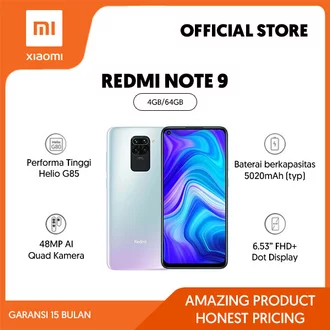 mi
xiaomi
OFFICIAL STORE
REDMI NOTE 9
4GB/64GB
Performa Tinggi
Helio G85
48MP AI
Quad Kamera
Baterai berkapasitas
5020mAh (typ)
6.53" FHD+
Dot Display
Redmi
GARANSI 15 BULAN
AMAZING PRODUCT
HONEST PRICING